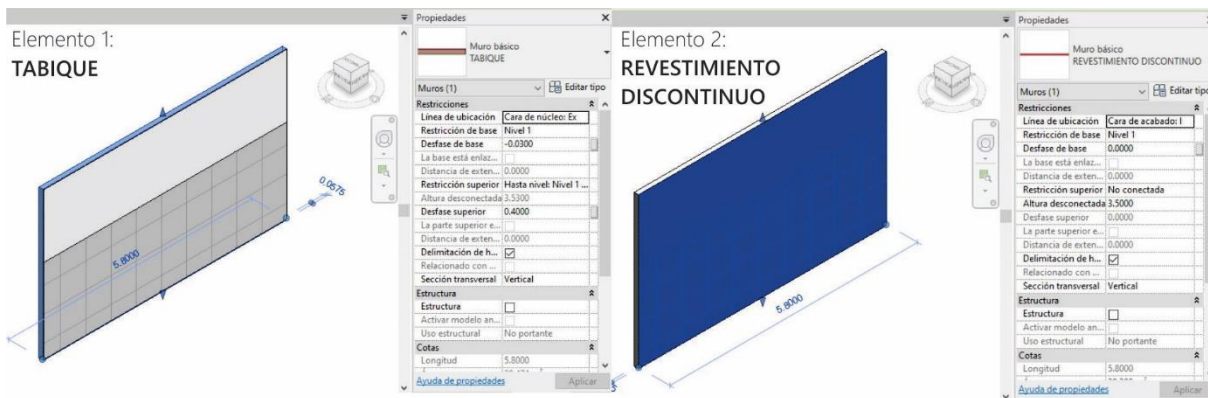 Elemento 1:
TABIQUE
5.8000
0.0575
Propiedades
Muro básico
TABIQUE
Muros (1)
Editar tipo
Restricciones
Línea de ubicación Cara de núcleo: Ex
Restricción de base Nivel 1
Desfase de base -0.0300
La base está enlaz...
Distancia de exten... 0.0000
Restricción superior Hasta nivel: Nivel 1 ...
Altura desconectada 3.5300
Desfase superior 0.4000
La parte superior e...
Distancia de exten... 0.0000
Delimitación de h...
Relacionado con ...
Sección transversal Vertical
Estructura
Estructura
Activar modelo an...
Uso estructural No portante
Cotas
Longitud 5.8000
Ayuda de propiedades
Aplicar
Elemento 2:
REVESTIMIENTO
DISCONTINUO
5.8000
Propiedades
Muro básico
REVESTIMIENTO DISCONTINUO
Muros (1)
Editar tipo
Restricciones
Línea de ubicación Cara de acabado: I
Restricción de base Nivel 1
Desfase de base 0.0000
La base está enlaz...
Distancia de exten... 0.0000
Restricción superior No conectada
Altura desconectada 3.5000
Desfase superior 0.0000
La parte superior e...
Distancia de exten... 0.0000
Delimitación de h...
Relacionado con ...
Sección transversal Vertical
Estructura
Estructura
Activar modelo an...
Uso estructural No portante
Cotas
Longitud 5.8000
Ayuda de propiedades
Aplicar